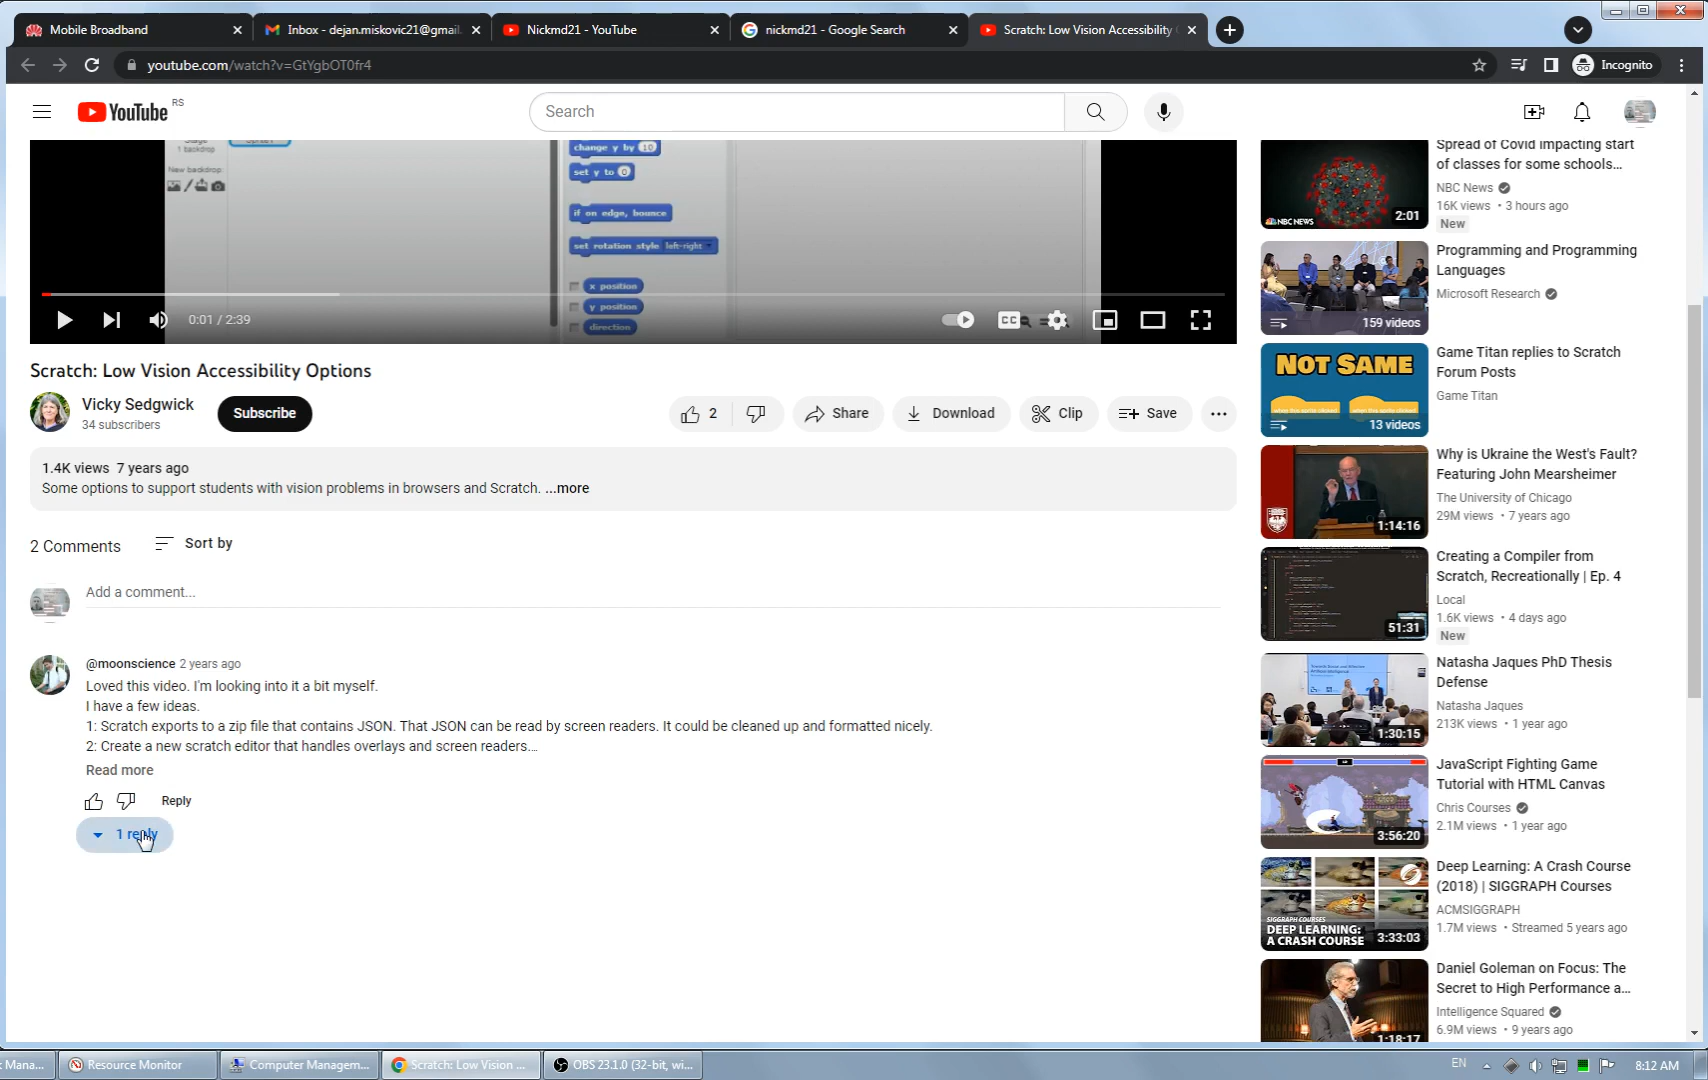 Mobile Broadband
Inbox - dejan.miskovic21@gmail.
Nickmd21 - YouTube
nickmd21 - Google Search
Scratch: Low Vision Accessibility
youtube.com/watch?v=GtYgbOT0fr4
Incognito
YouTube RS
Search
1 backdrop
New backdrop
change y by 10
set y to 0
if on edge, bounce
set rotation style left-right
x position
y position
direction
0:01 / 2:39
CC
Scratch: Low Vision Accessibility Options
Vicky Sedgwick
34 subscribers
Subscribe
2
Share
Download
Clip
Save
1.4K views 7 years ago
Some options to support students with vision problems in browsers and Scratch. ...more
2 Comments
Sort by
Add a comment...
@moonscience 2 years ago
Loved this video. I'm looking into it a bit myself.
I have a few ideas.
1: Scratch exports to a zip file that contains JSON. That JSON can be read by screen readers. It could be cleaned up and formatted nicely.
2: Create a new scratch editor that handles overlays and screen readers...
Read more
Reply
1 reply
Spread of Covid impacting start
of classes for some schools...
NBC News
16K views • 3 hours ago
New
NBC NEWS
2:01
Programming and Programming
Languages
Microsoft Research
159 videos
Game Titan replies to Scratch
Forum Posts
Game Titan
NOT SAME
13 videos
Why is Ukraine the West's Fault?
Featuring John Mearsheimer
The University of Chicago
29M views • 7 years ago
1:14:16
Creating a Compiler from
Scratch, Recreationally | Ep. 4
Local
1.6K views • 4 days ago
New
51:31
Natasha Jaques PhD Thesis
Defense
Natasha Jaques
213K views • 1 year ago
1:30:15
JavaScript Fighting Game
Tutorial with HTML Canvas
Chris Courses
2.1M views • 1 year ago
3:56:20
Deep Learning: A Crash Course
(2018) | SIGGRAPH Courses
ACMSIGGRAPH
1.7M views • Streamed 5 years ago
SIGGRAPH COURSES
DEEP LEARNING:
A CRASH COURSE
3:33:03
Daniel Goleman on Focus: The
Secret to High Performance a...
Intelligence Squared
6.9M views • 9 years ago
1:18:17
Mana...
Resource Monitor
Computer Managem...
Scratch: Low Vision ...
OBS 23.1.0 (32-bit, wi...
EN
8:12 AM